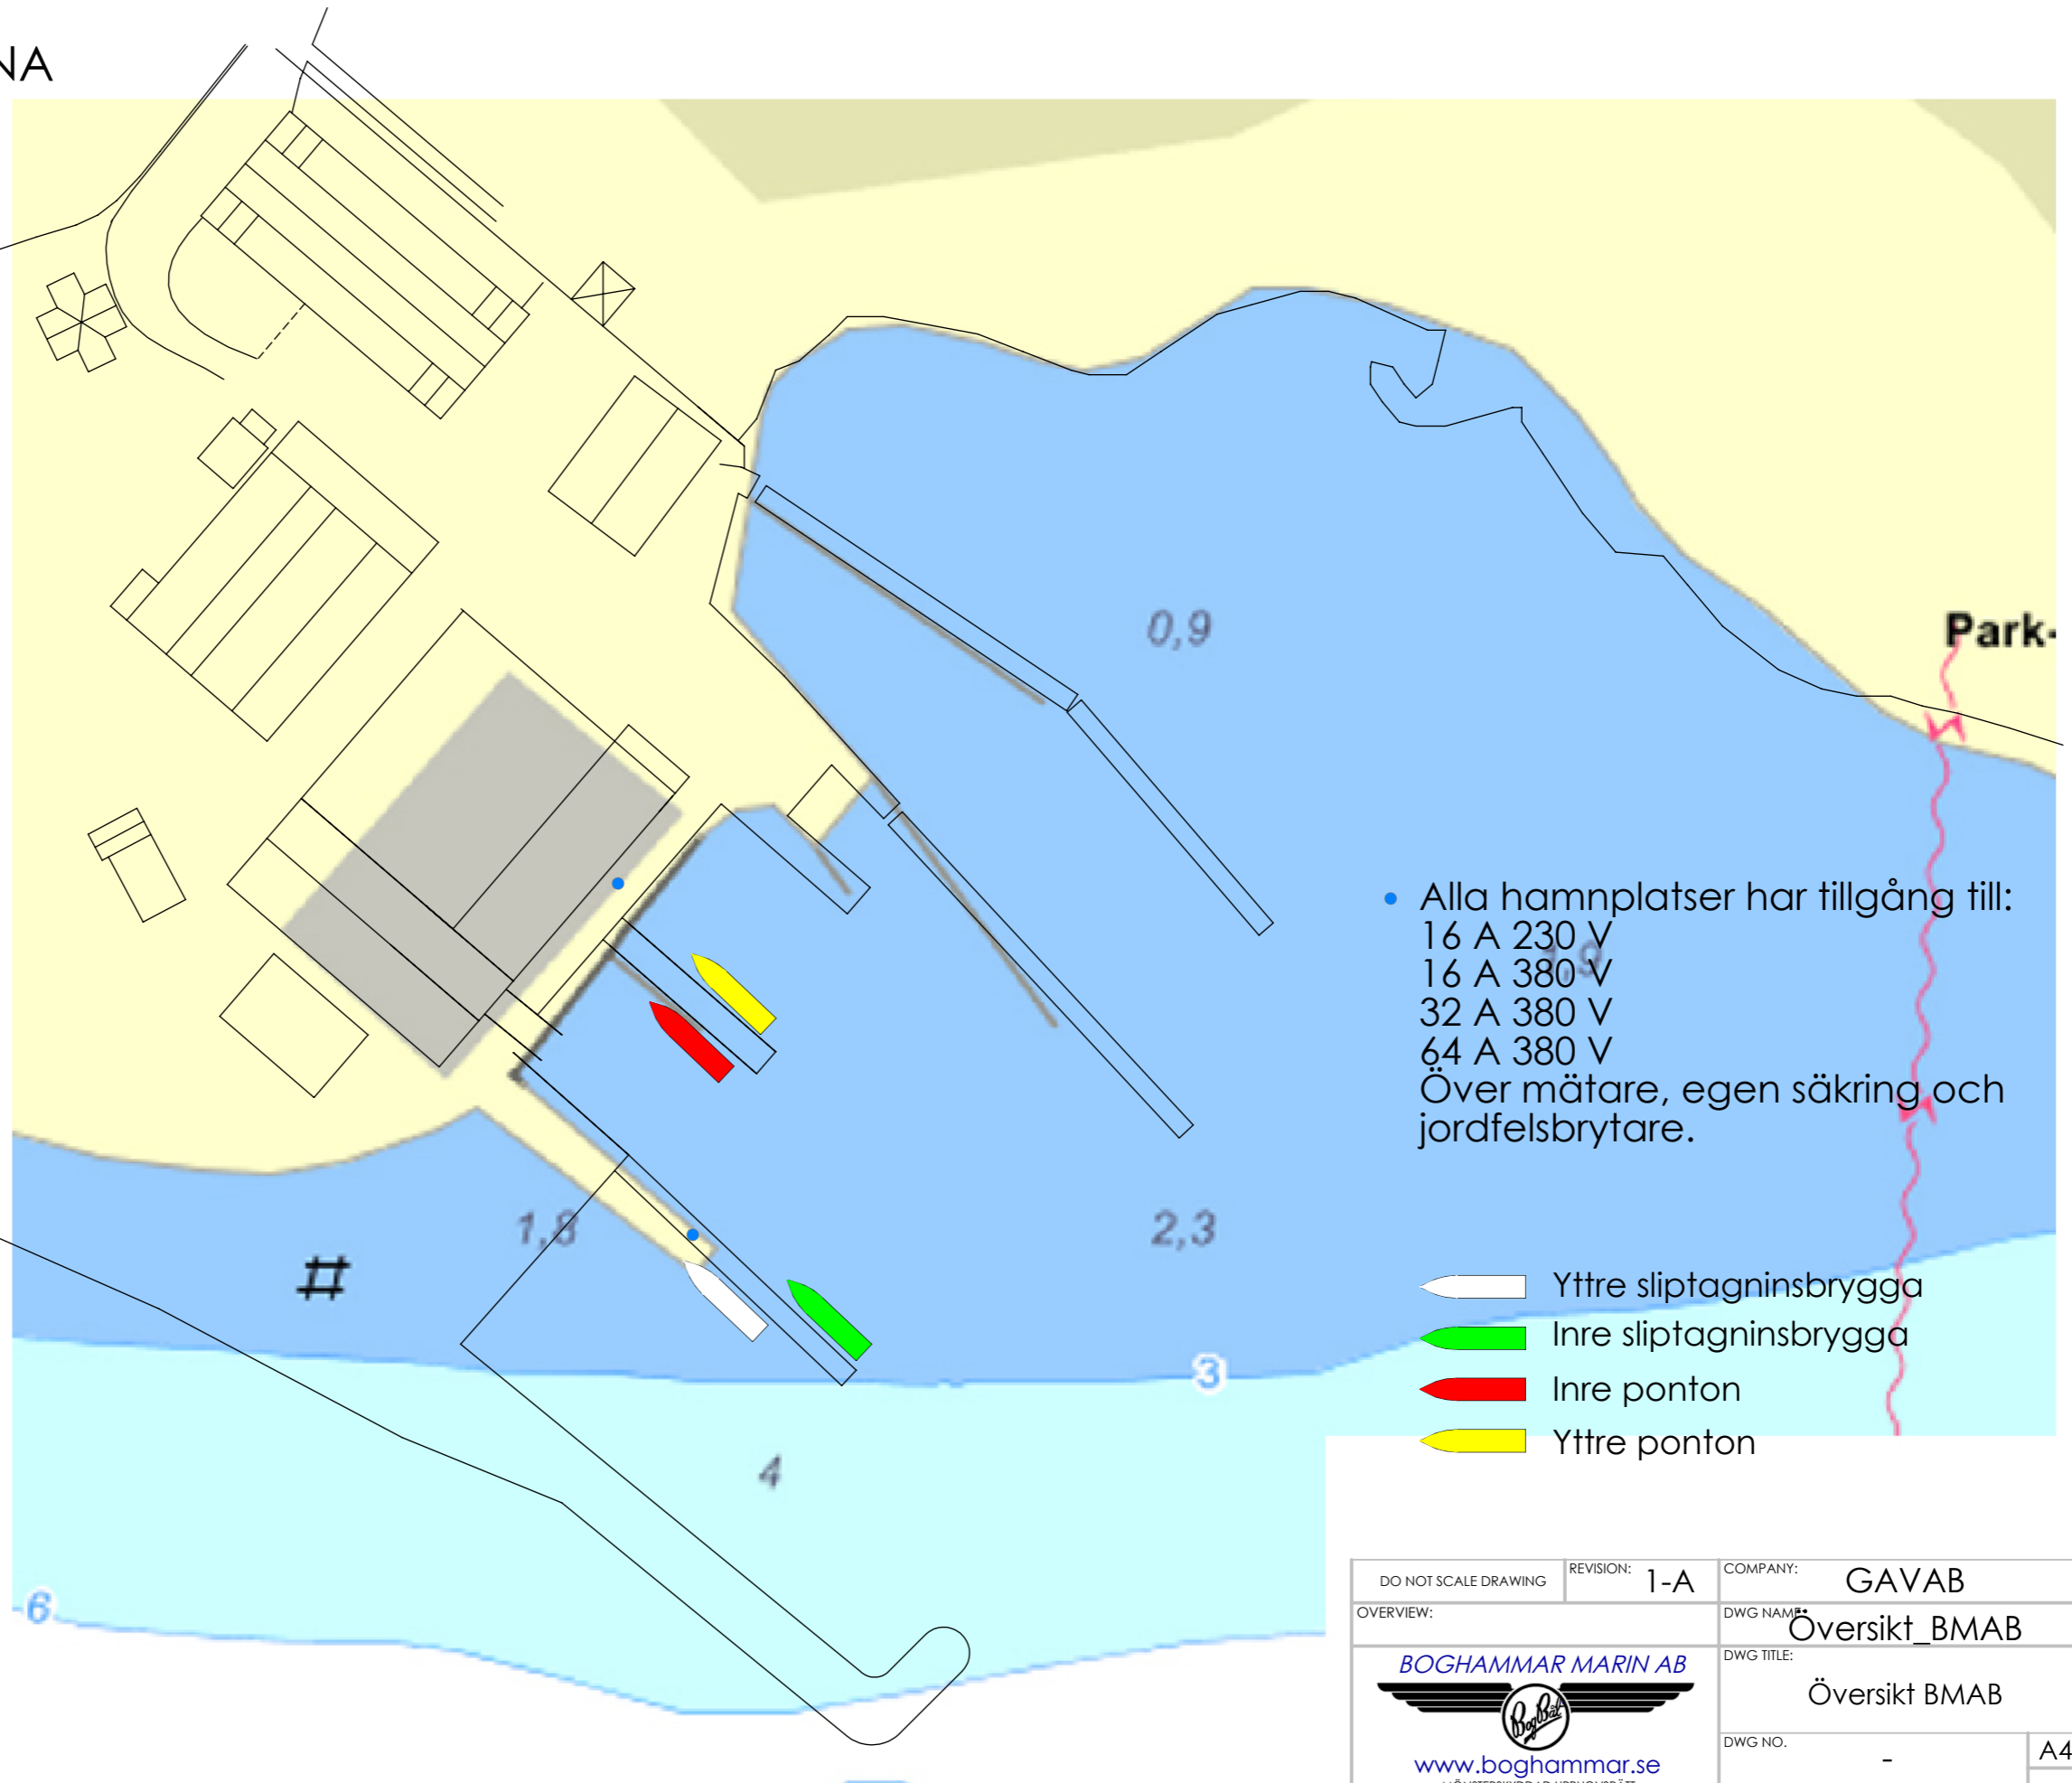 NA
Park-
0,9
• Alla hamnplatser har tillgång till:
16 A 230 V
1,9
16 A 380 V
32 A 380 V
64 A 380 V
Över mätare, egen säkring och
jordfelsbrytare.
1,8
2,3
Yttre sliptagninsbrygga
Inre sliptagninsbrygga
3
Inre ponton
Yttre ponton
4
6
DO NOT SCALE DRAWING
REVISION: 1-A
COMPANY: GAVAB
OVERVIEW:
DWG NAME: Översikt_BMAB
BOGHAMMAR MARIN AB
DWG TITLE:
Översikt BMAB
BogBåt
www.boghammar.se
DWG NO. -
A4